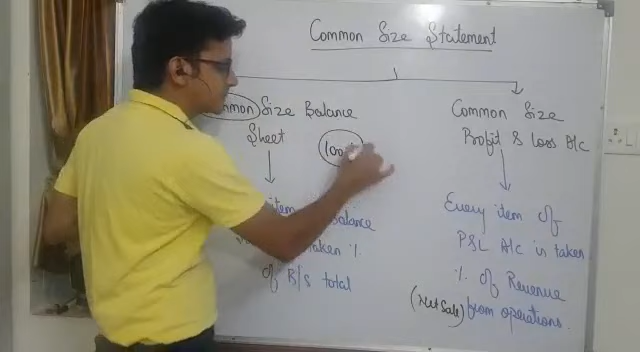 Common Size Statement
Size Balance
Sheet
100
Balance
taken %
of B/S total
Common Size
Profit & Loss A/c
Every item of
P&L A/c is taken
% of Revenue
(Net Sale) from operations